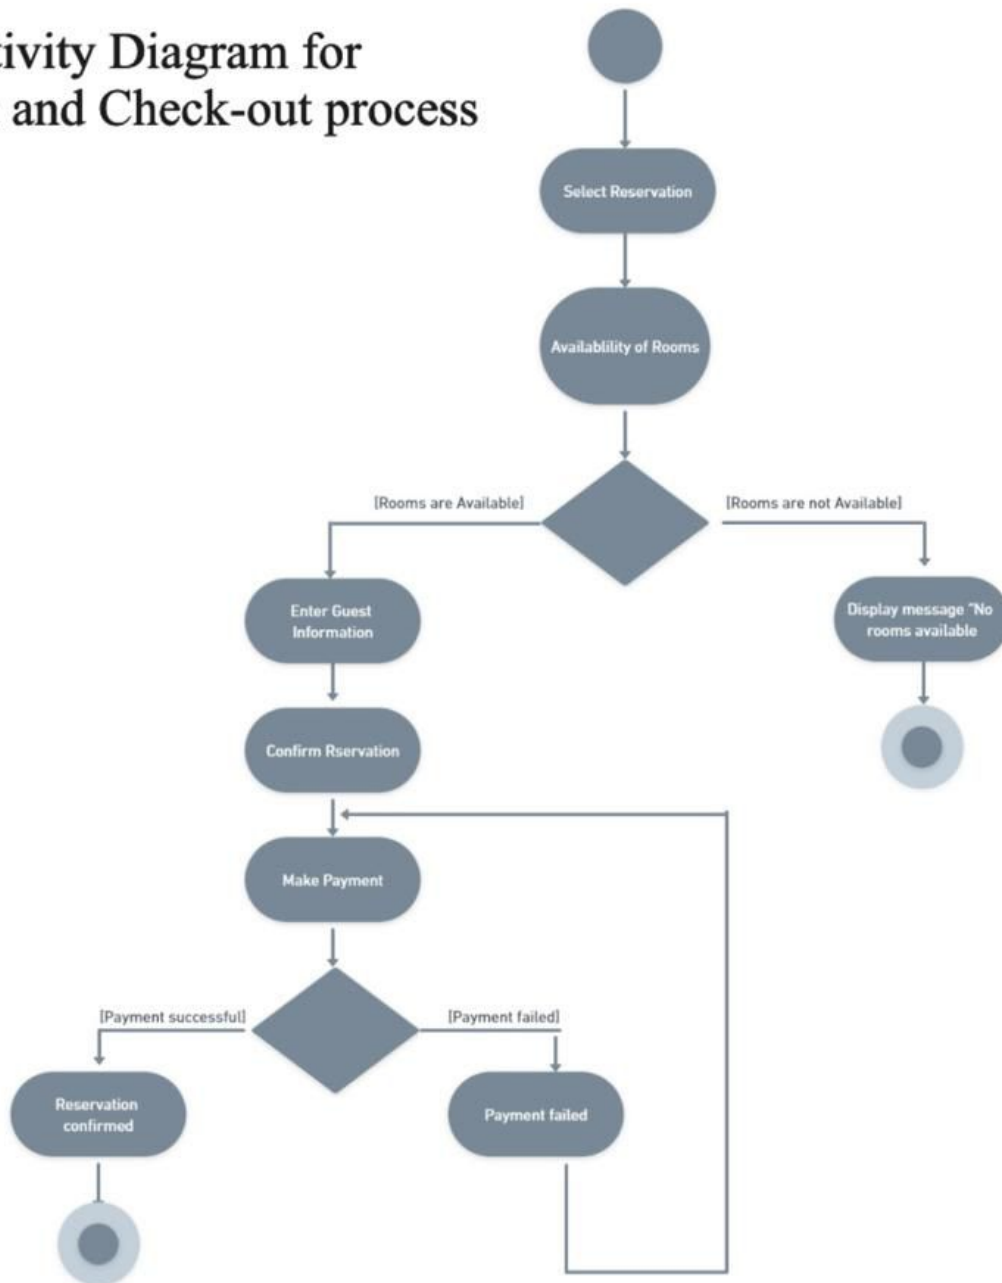 tivity Diagram for
and Check-out process
Select Reservation
Availablility of Rooms
[Rooms are Available]
[Rooms are not Available]
Enter Guest
Information
Display message "No
rooms available
Confirm Rservation
Make Payment
[Payment successful]
[Payment failed]
Reservation
confirmed
Payment failed